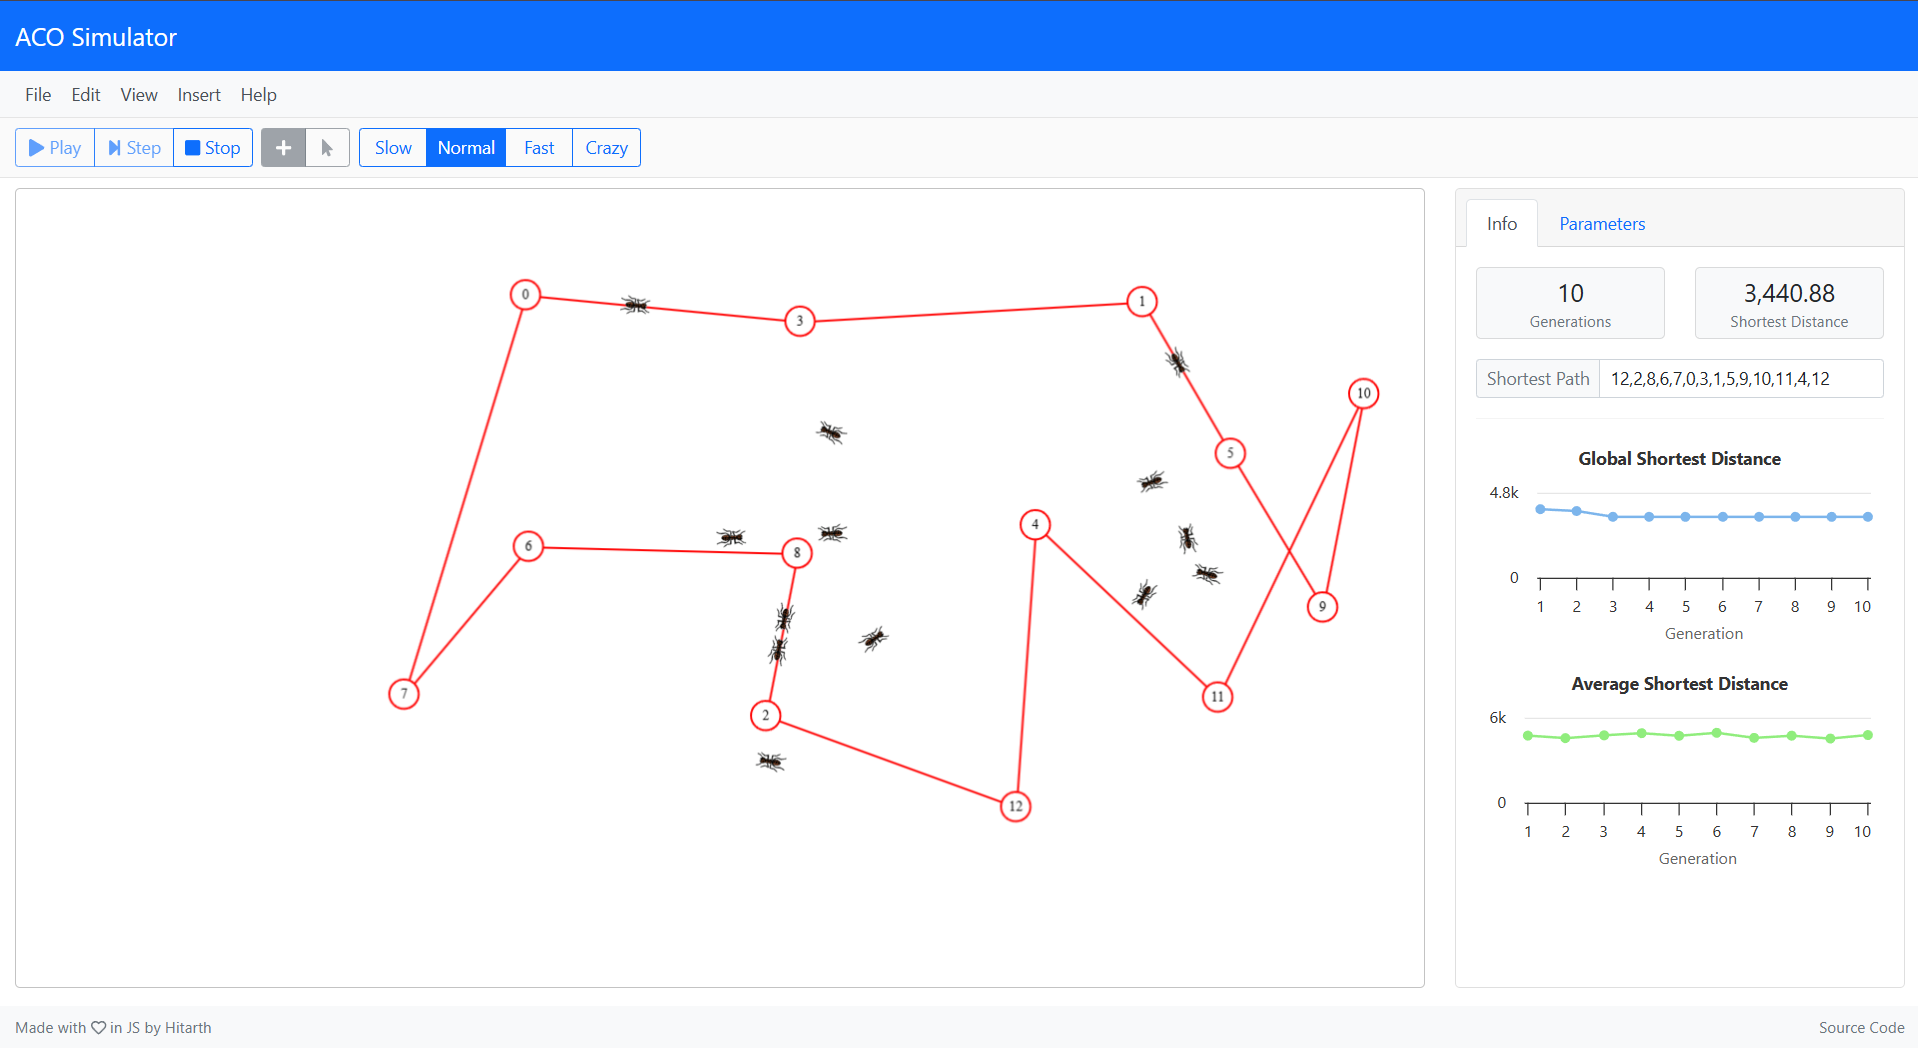 ACO Simulator
File Edit View Insert Help
Play Step Stop Slow Normal Fast Crazy
0
3
1
10
5
4
6
8
9
7
11
2
12
Info Parameters
10
Generations
3,440.88
Shortest Distance
Shortest Path 12,2,8,6,7,0,3,1,5,9,10,11,4,12
Global Shortest Distance
4.8k
0
1 2 3 4 5 6 7 8 9 10
Generation
Average Shortest Distance
6k
0
1 2 3 4 5 6 7 8 9 10
Generation
Made with ♡ in JS by Hitarth
Source Code